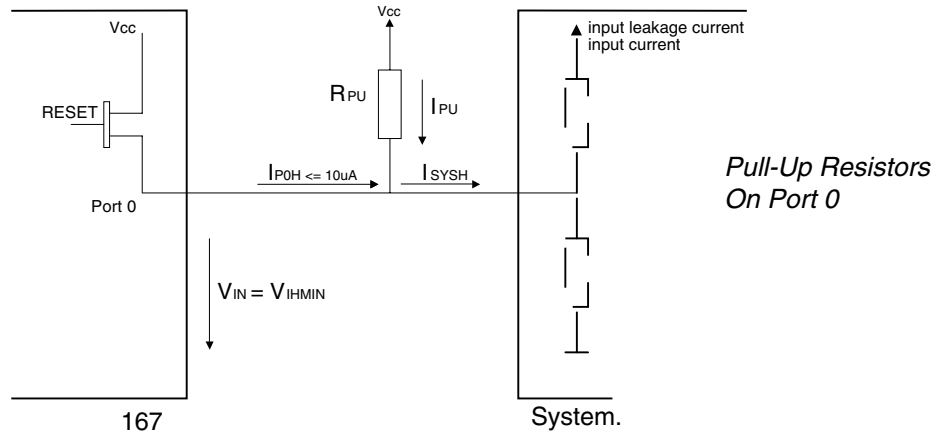 Vcc
RESET
Port 0
VIN = VIHMIN
167
Vcc
RPU
IPU
IP0H <= 10uA
ISYSH
input leakage current
input current
System.
Pull-Up Resistors
On Port 0